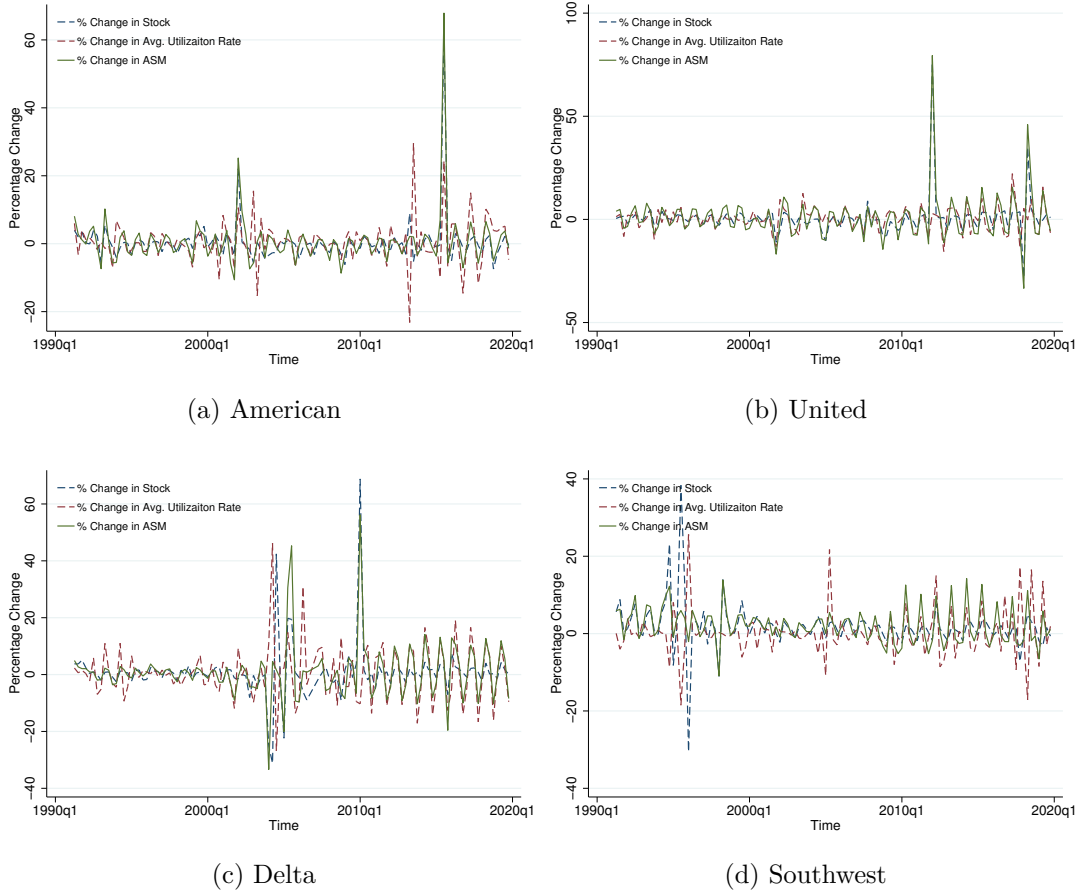 % Change in Stock
% Change in Avg. Utilizaiton Rate
% Change in ASM
Percentage Change
60
40
20
0
−20
1990q1 2000q1 2010q1 2020q1
Time
(a) American
% Change in Stock
% Change in Avg. Utilizaiton Rate
% Change in ASM
Percentage Change
100
50
0
−50
1990q1 2000q1 2010q1 2020q1
Time
(b) United
% Change in Stock
% Change in Avg. Utilizaiton Rate
% Change in ASM
Percentage Change
60
40
20
0
−20
−40
1990q1 2000q1 2010q1 2020q1
Time
(c) Delta
% Change in Stock
% Change in Avg. Utilizaiton Rate
% Change in ASM
Percentage Change
40
20
0
−20
−40
1990q1 2000q1 2010q1 2020q1
Time
(d) Southwest